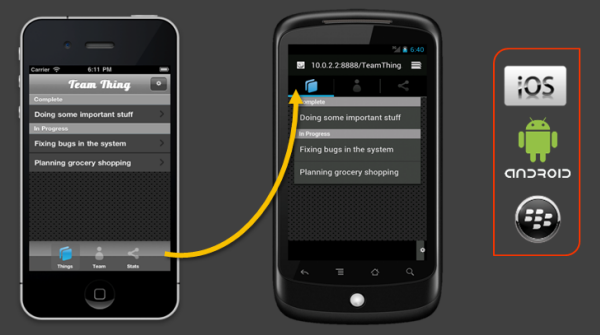 Carrier 6:11 PM
Team Thing
Complete
Doing some important stuff
In Progress
Fixing bugs in the system
Planning grocery shopping
Things Team Stats
6:40
10.0.2.2:8888/TeamThing
Complete
Doing some important stuff
In Progress
Fixing bugs in the system
Planning grocery shopping
iOS
ANDROID